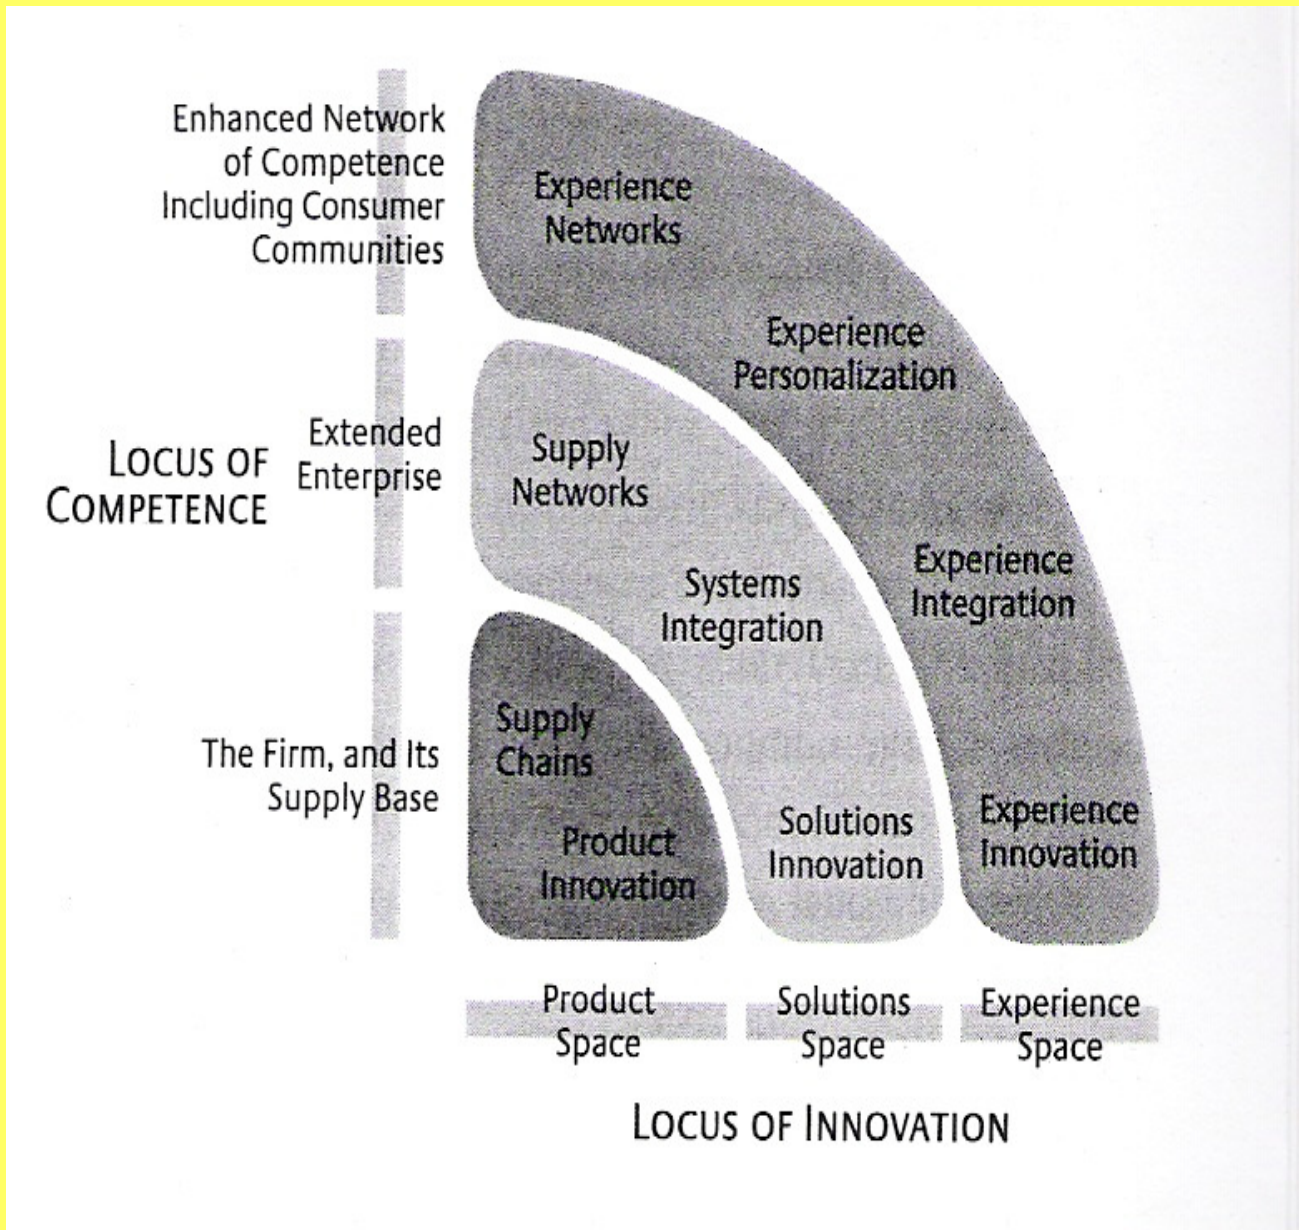 Enhanced Network
of Competence
Including Consumer
Communities
Experience
Networks
Experience
Personalization
Extended
Enterprise
LOCUS OF
COMPETENCE
Supply
Networks
Systems
Integration
Experience
Integration
The Firm, and Its
Supply Base
Supply
Chains
Product
Innovation
Solutions
Innovation
Experience
Innovation
Product
Space
Solutions
Space
Experience
Space
LOCUS OF INNOVATION